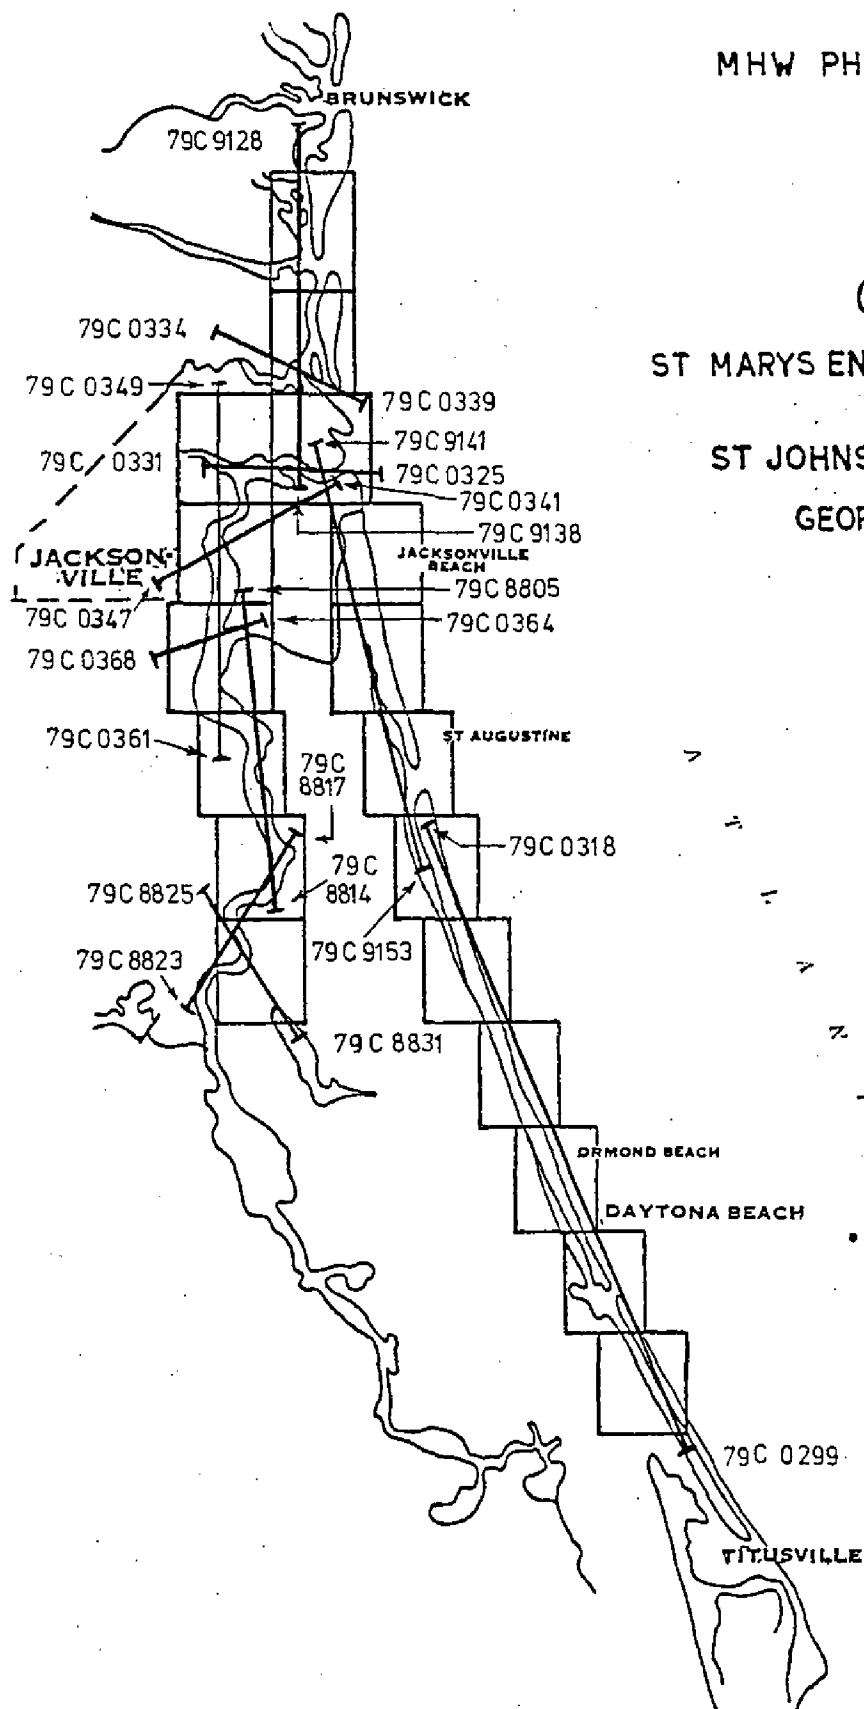 MHW PH
BRUNSWICK
79C 9128
79C 0334
ST MARYS EN
79C 0349
79C 0339
79C 9141
79C 0331
79C 0325
ST JOHNS
79C 0341
GEOR
79C 9138
JACKSON-
VILLE
JACKSONVILLE
BEACH
79C 8805
79C 0347
79C 0364
79C 0368
79C 0361
ST AUGUSTINE
79C
8817
79C 0318
79C
8814
79C 8825
79C 9153
79C 8823
79C 8831
ORMOND BEACH
DAYTONA BEACH
79C 0299
TITUSVILLE